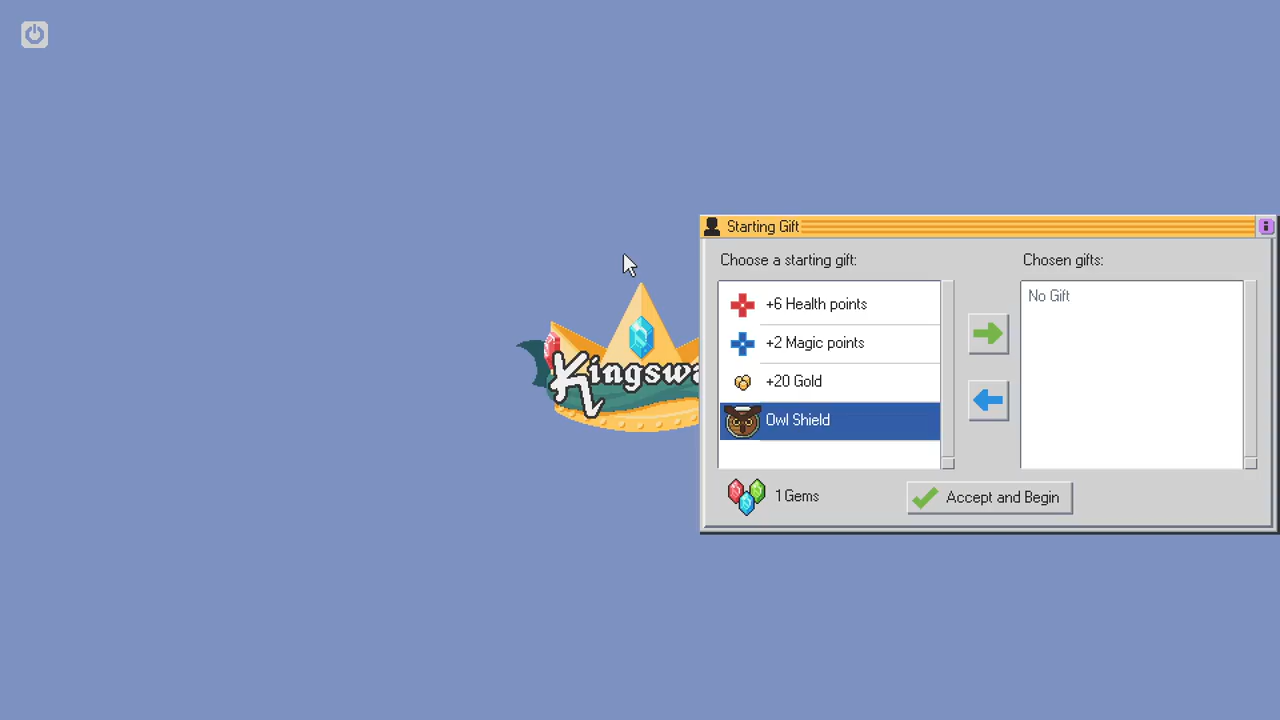 Starting Gift
Choose a starting gift:
Chosen gifts:
+6 Health points
+2 Magic points
+20 Gold
Owl Shield
No Gift
1 Gems
Accept and Begin